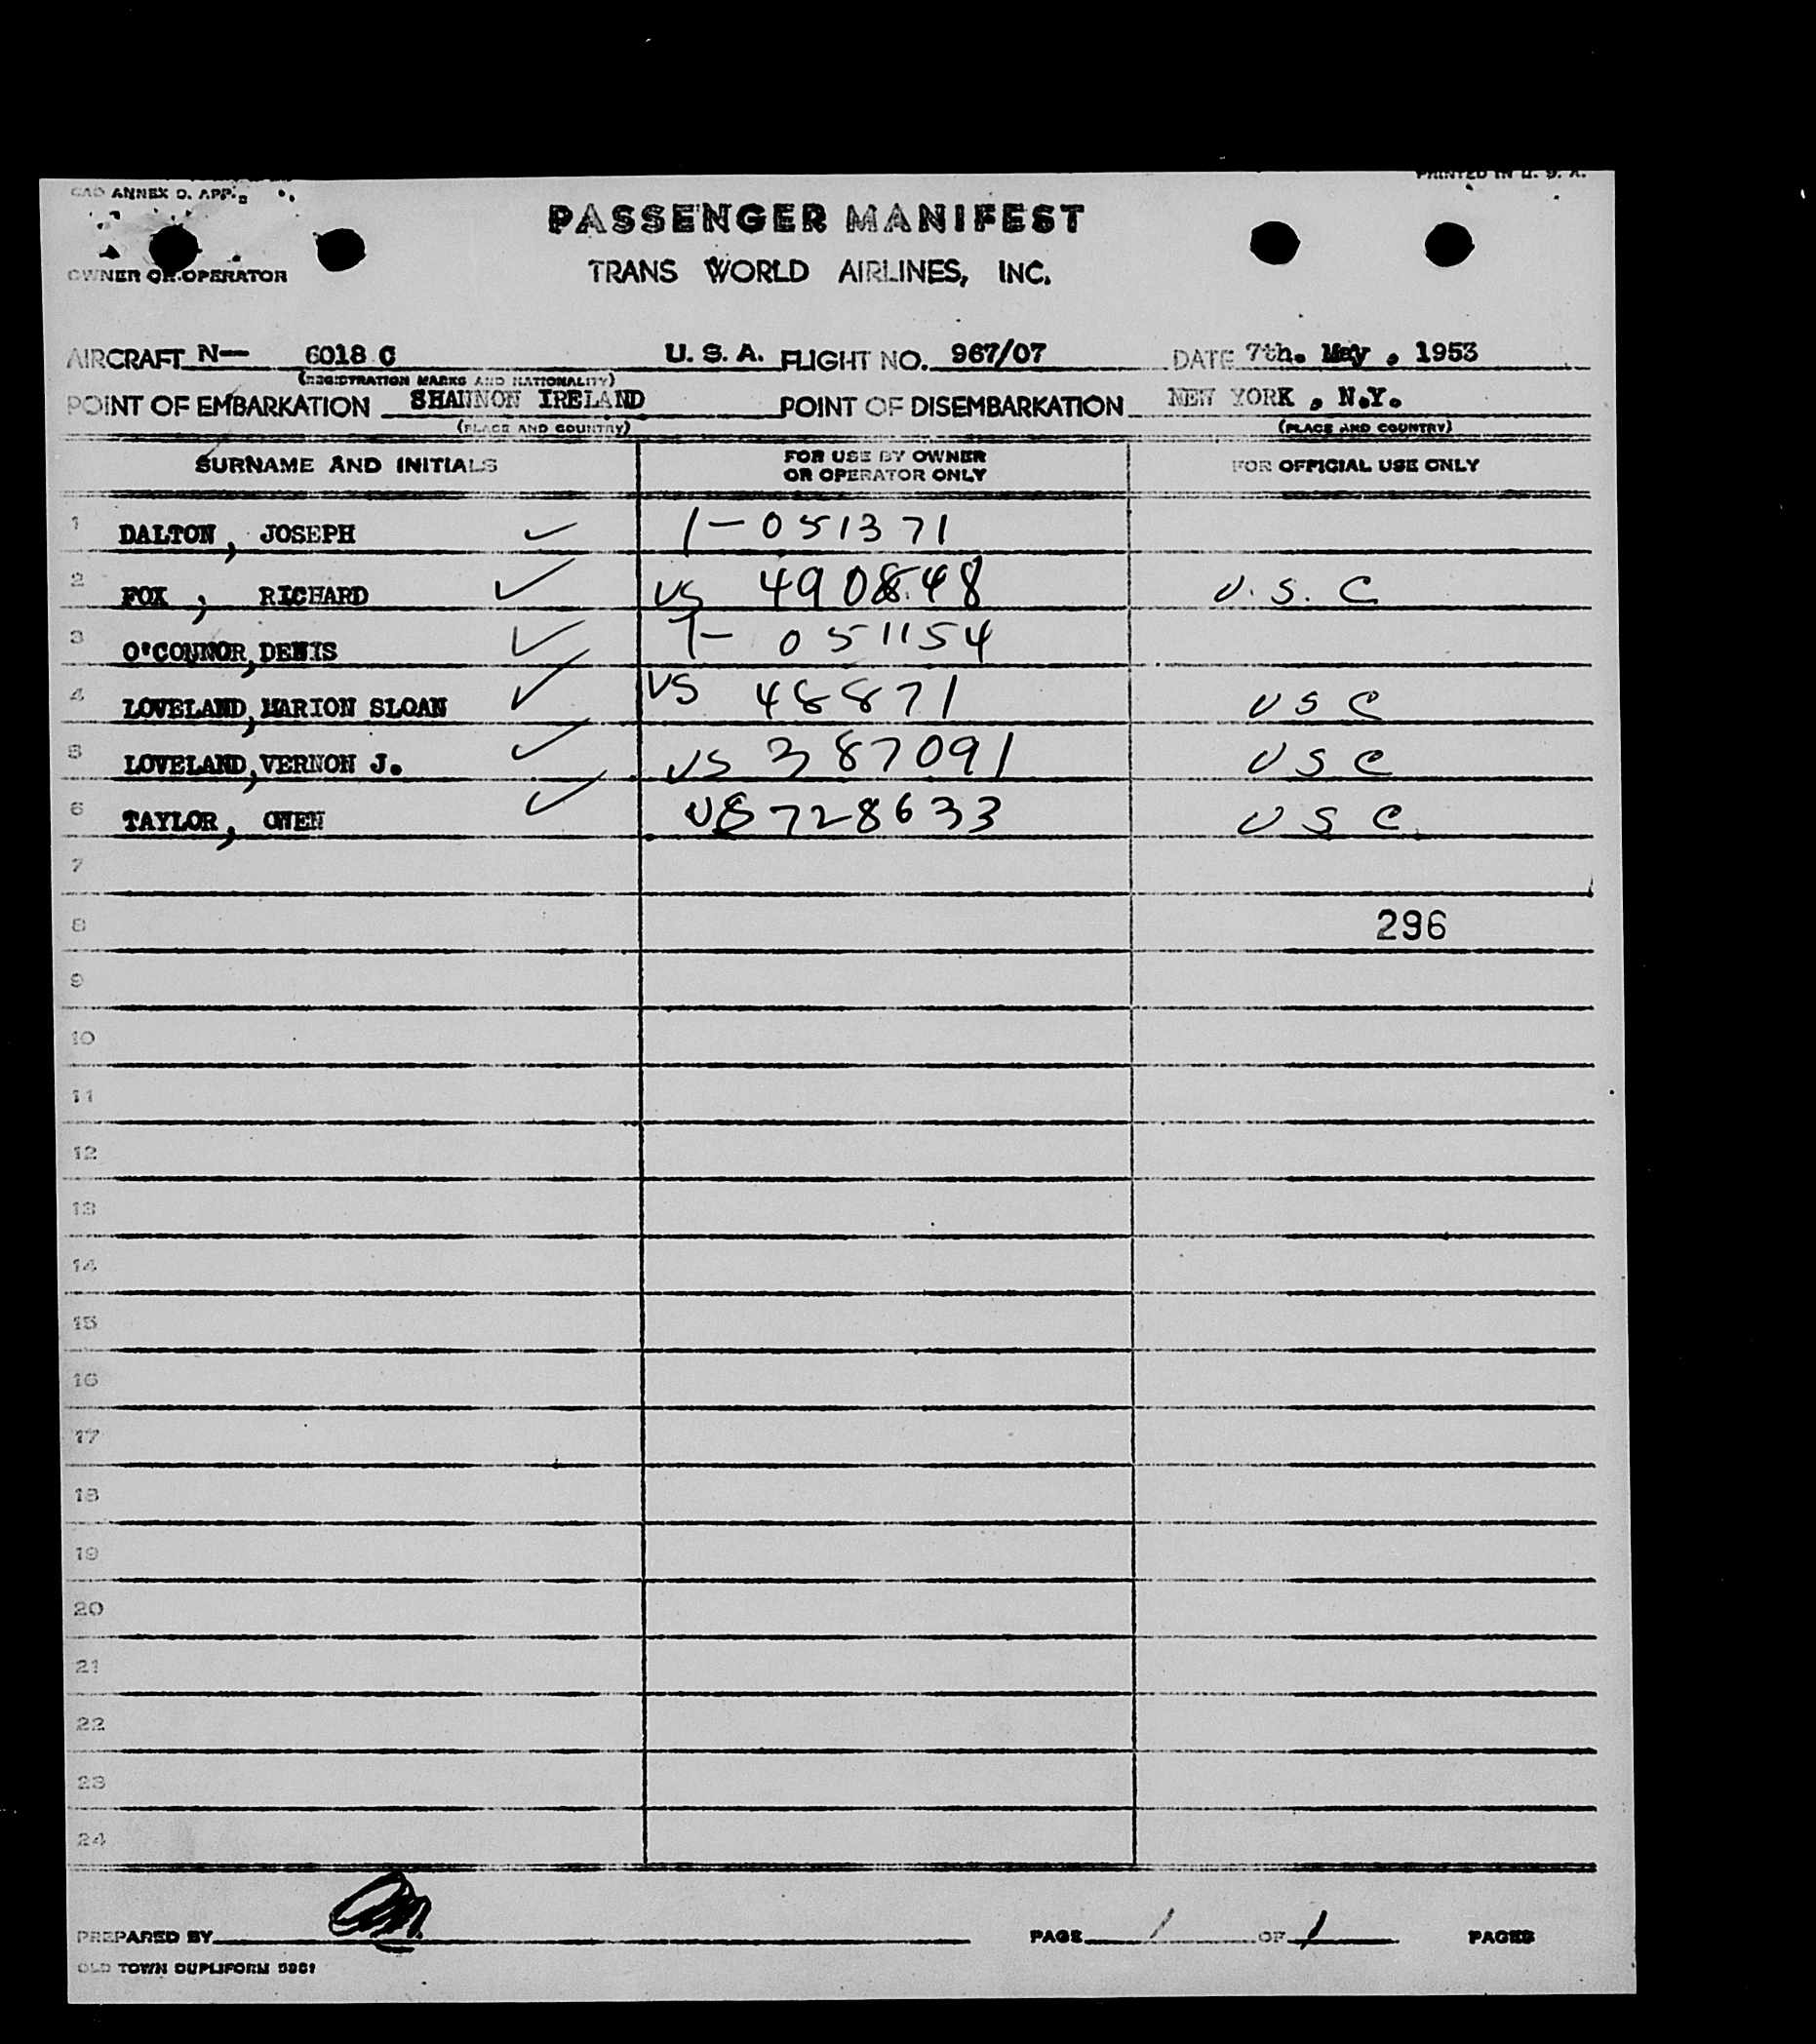 CAO ANNEX D. APP.
PRINTED IN U. S. A.
PASSENGER MANIFEST
OWNER OR OPERATOR
TRANS WORLD AIRLINES, INC.
AIRCRAFT N— 6018 C U. S. A. FLIGHT NO. 967/07 DATE 7th. May , 1953
(REGISTRATION MARKS AND NATIONALITY)
POINT OF EMBARKATION SHANNON IRELAND POINT OF DISEMBARKATION NEW YORK , N.Y.
(PLACE AND COUNTRY) (PLACE AND COUNTRY)
SURNAME AND INITIALS FOR USE BY OWNER OR OPERATOR ONLY FOR OFFICIAL USE ONLY
1 DALTON, JOSEPH ✓ 1-051371
2 FOX , RICHARD ✓ US 490848 U.S.C
3 O'CONNOR, DENIS ✓ T- 051154
4 LOVELAND, MARION SLOAN ✓ US 48871 USC
5 LOVELAND, VERNON J. ✓ US 387091 USC
6 TAYLOR, OWEN ✓ US 728633 USC.
7
8 296
9
10
11
12
13
14
15
16
17
18
19
20
21
22
23
24
PREPARED BY PAGE 1 OF 1 PAGES
OLD TOWN DUPLIFORM